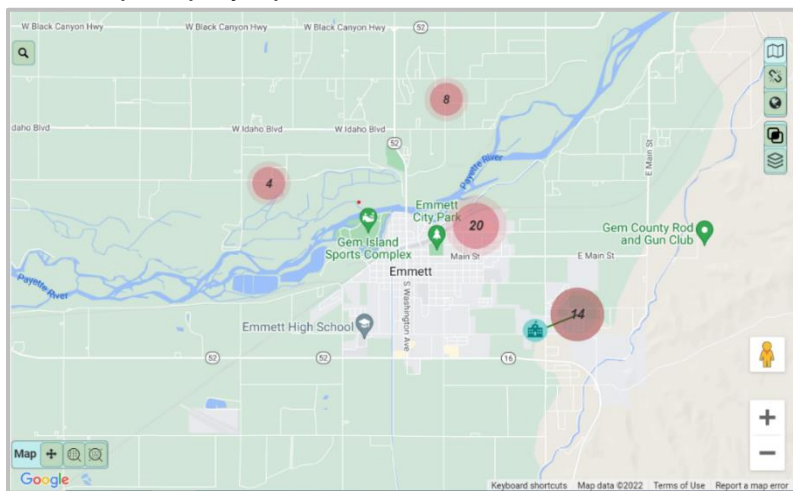 W Black Canyon Hwy
W Black Canyon Hwy
W Black Canyon Hwy
52
8
daho Blvd
W Idaho Blvd
W Idaho Blvd
52
Payette River
E Main St
4
Emmett
City Park
20
Gem County Rod
and Gun Club
Gem Island
Sports Complex
Main St
E Main St
Emmett
Payette River
S Washington Ave
14
Emmett High School
52
52
16
Map
Google
Keyboard shortcuts
Map data ©2022
Terms of Use
Report a map error